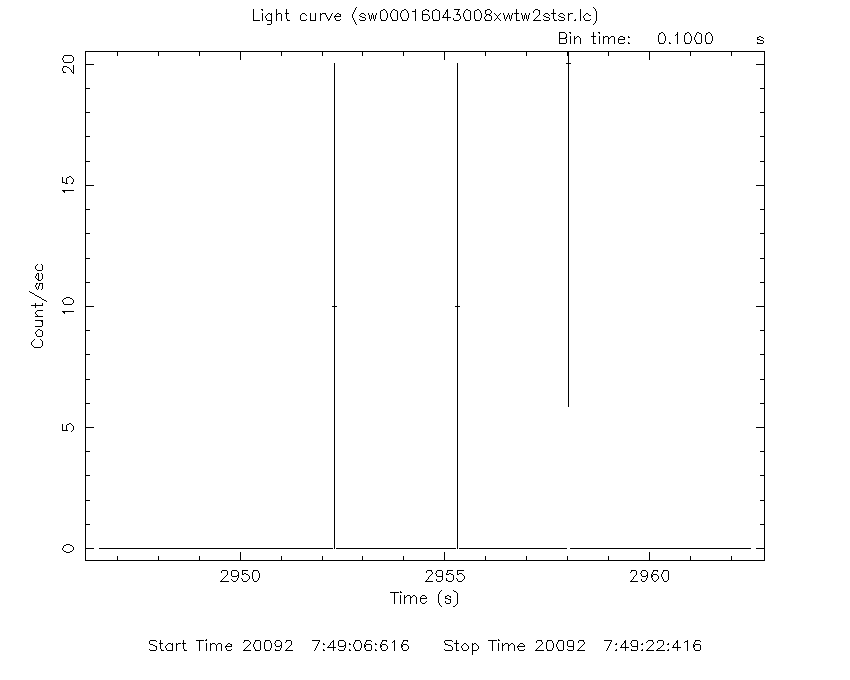 Light curve (sw00016043008xwtw2stsr.lc)
Bin time: 0.1000 s
20
15
10
5
0
Count/sec
2950 2955 2960
Time (s)
Start Time 20092 7:49:06:616 Stop Time 20092 7:49:22:416